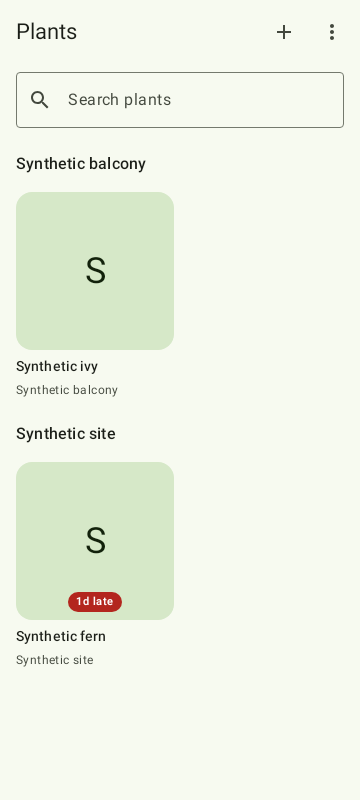 Plants
Search plants
Synthetic balcony
S
Synthetic ivy
Synthetic balcony
Synthetic site
S
1d late
Synthetic fern
Synthetic site